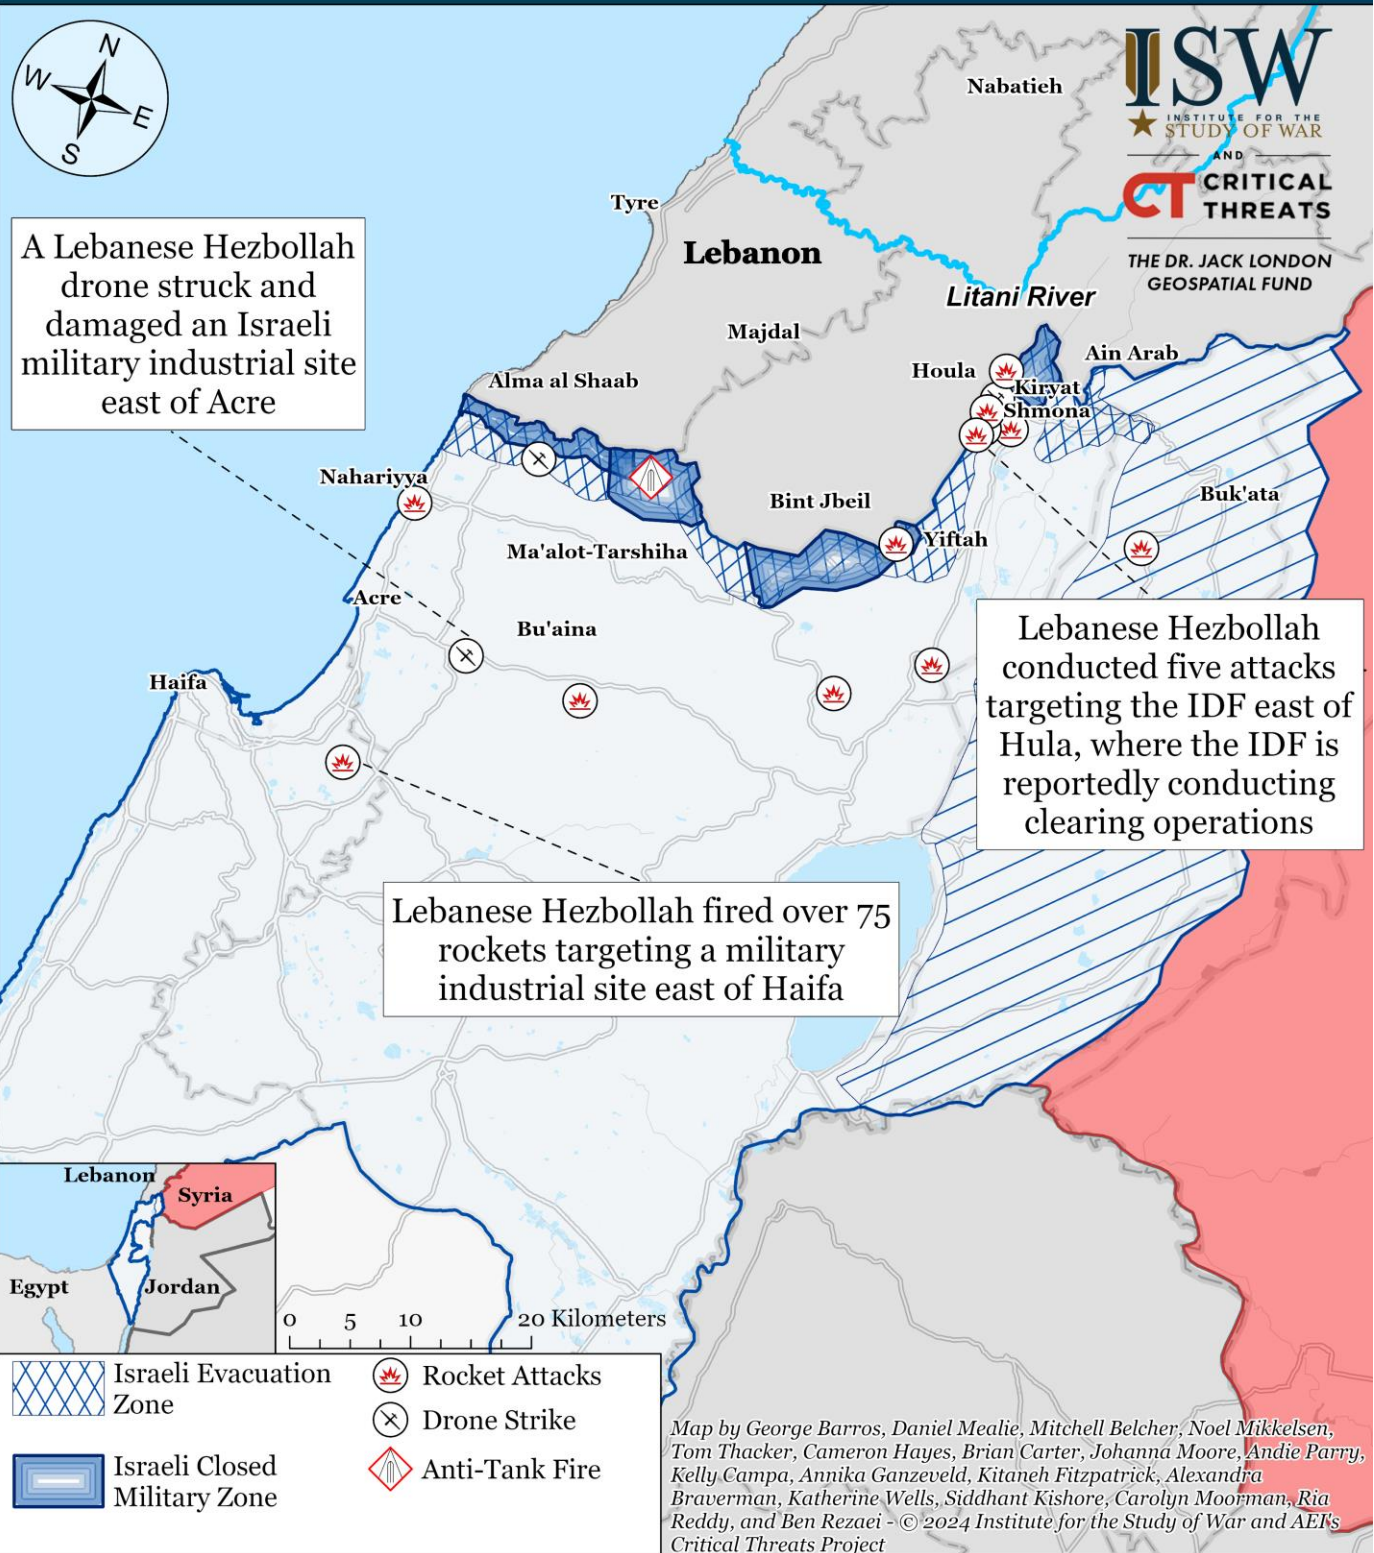 N
W
E
S
ISW
INSTITUTE FOR THE
STUDY OF WAR
AND
CT CRITICAL
THREATS
THE DR. JACK LONDON
GEOSPATIAL FUND
Nabatieh
Tyre
Lebanon
Litani River
A Lebanese Hezbollah
drone struck and
damaged an Israeli
military industrial site
east of Acre
Majdal
Ain Arab
Houla
Alma al Shaab
Kiryat
Shmona
Nahariyya
Buk'ata
Bint Jbeil
Yiftah
Ma'alot-Tarshiha
Acre
Bu'aina
Haifa
Lebanese Hezbollah
conducted five attacks
targeting the IDF east of
Hula, where the IDF is
reportedly conducting
clearing operations
Lebanese Hezbollah fired over 75
rockets targeting a military
industrial site east of Haifa
Lebanon
Syria
Egypt
Jordan
0 5 10 20 Kilometers
Israeli Evacuation
Zone
Israeli Closed
Military Zone
Rocket Attacks
Drone Strike
Anti-Tank Fire
Map by George Barros, Daniel Mealie, Mitchell Belcher, Noel Mikkelsen,
Tom Thacker, Cameron Hayes, Brian Carter, Johanna Moore, Andie Parry,
Kelly Campa, Annika Ganzeveld, Kitaneh Fitzpatrick, Alexandra
Braverman, Katherine Wells, Siddhant Kishore, Carolyn Moorman, Ria
Reddy, and Ben Rezaei - © 2024 Institute for the Study of War and AEI's
Critical Threats Project